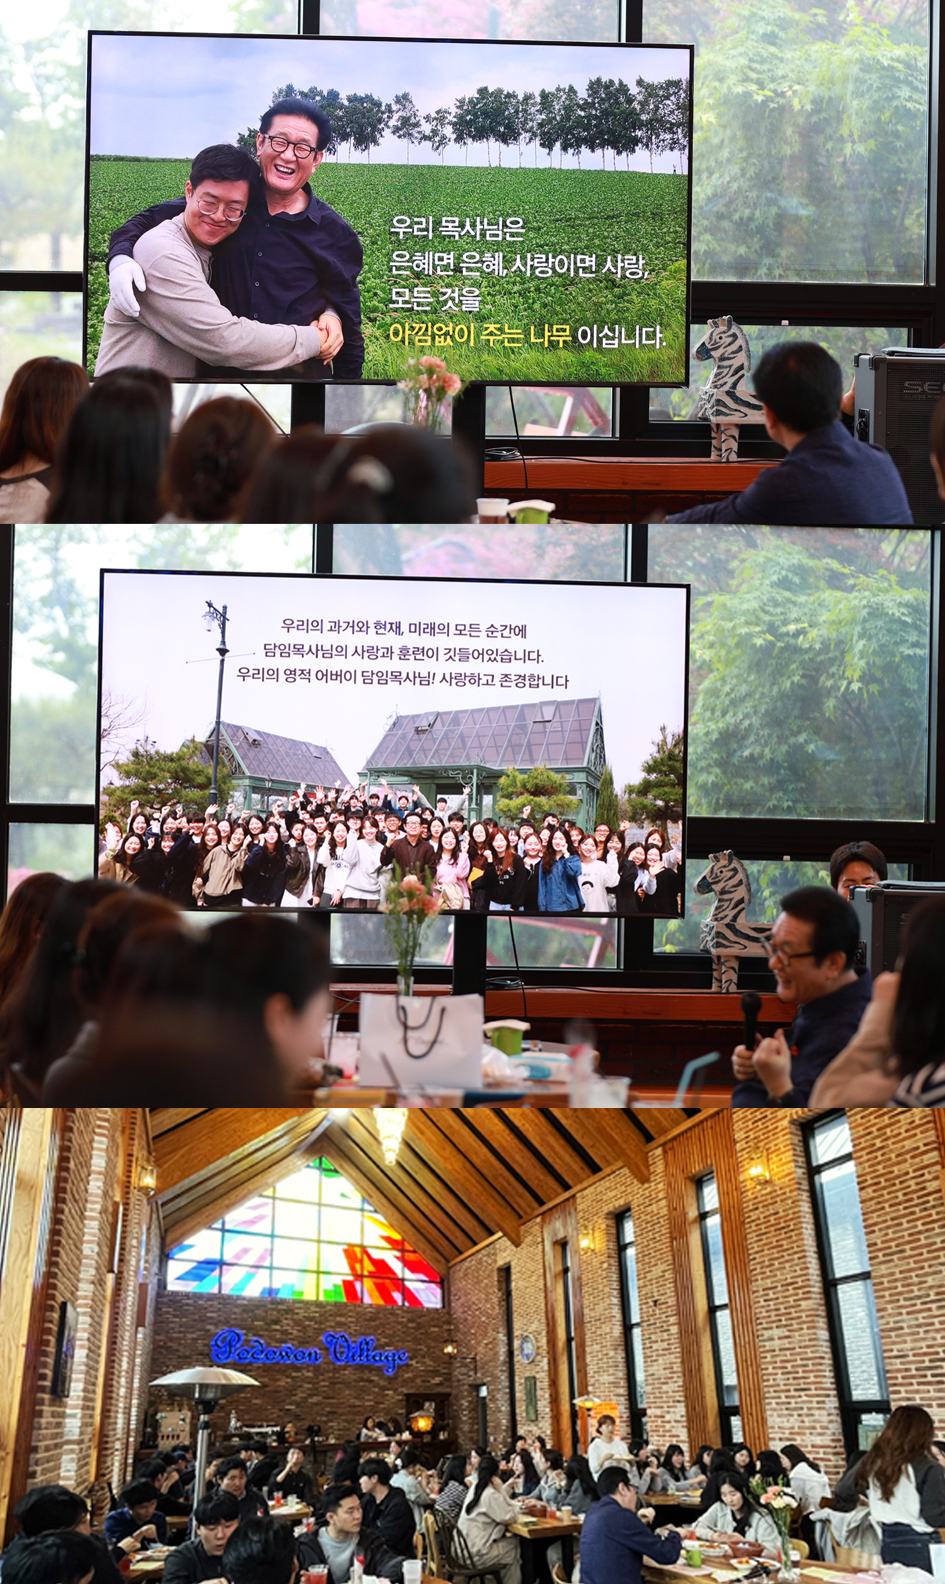 우리 목사님은
은혜면 은혜, 사랑이면 사랑,
모든 것을
아낌없이 주는 나무 이십니다.
우리의 과거와 현재, 미래의 모든 순간에
담임목사님의 사랑과 훈련이 깃들어있습니다.
우리의 영적 어버이 담임목사님! 사랑하고 존경합니다
Podowon Village